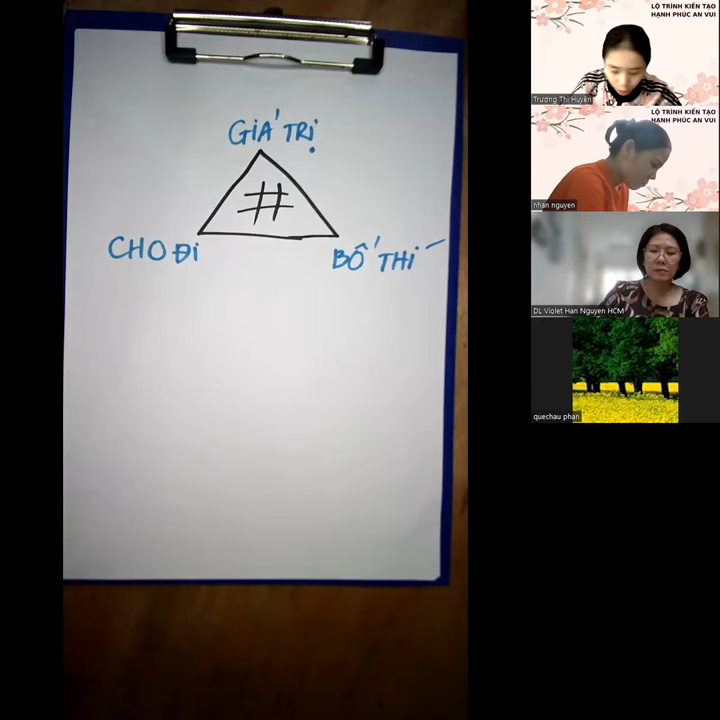 GIÁ TRỊ
#
CHO ĐI
BỐ THÍ
LỘ TRÌNH KIẾN TẠO
HẠNH PHÚC AN VUI
Trương Thị Huyền
LỘ TRÌNH KIẾN TẠO
HẠNH PHÚC AN VUI
nhàn nguyen
DL Violet Han Nguyen HCM
quechau phan